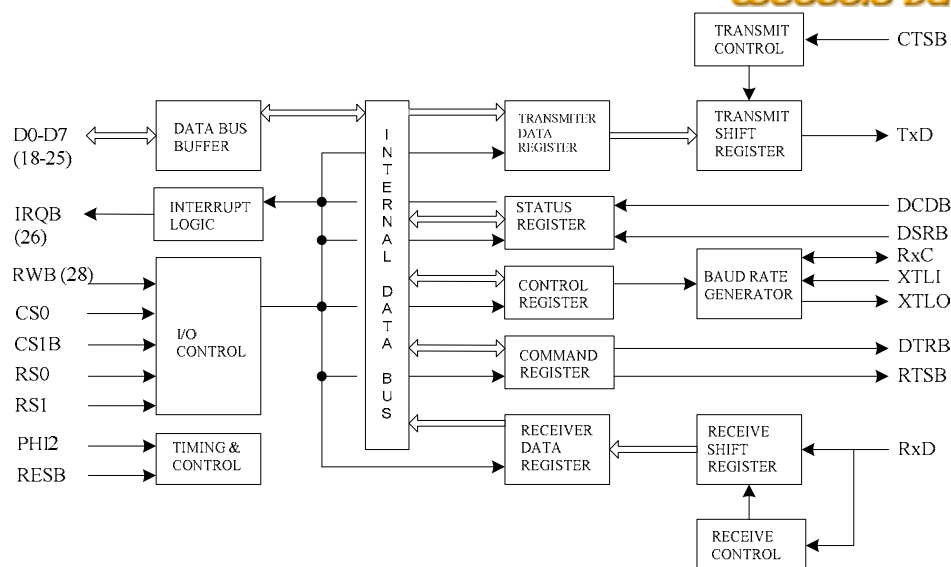 TRANSMIT
CONTROL
CTSB
D0-D7
(18-25)
DATA BUS
BUFFER
INTERNAL DATA BUS
TRANSMITER
DATA
REGISTER
TRANSMIT
SHIFT
REGISTER
TxD
IRQB
(26)
INTERRUPT
LOGIC
STATUS
REGISTER
DCDB
DSRB
RWB (28)
CS0
CS1B
RS0
RS1
I/O
CONTROL
CONTROL
REGISTER
BAUD RATE
GENERATOR
RxC
XTLI
XTLO
COMMAND
REGISTER
DTRB
RTSB
PHI2
RESB
TIMING &
CONTROL
RECEIVER
DATA
REGISTER
RECEIVE
SHIFT
REGISTER
RxD
RECEIVE
CONTROL